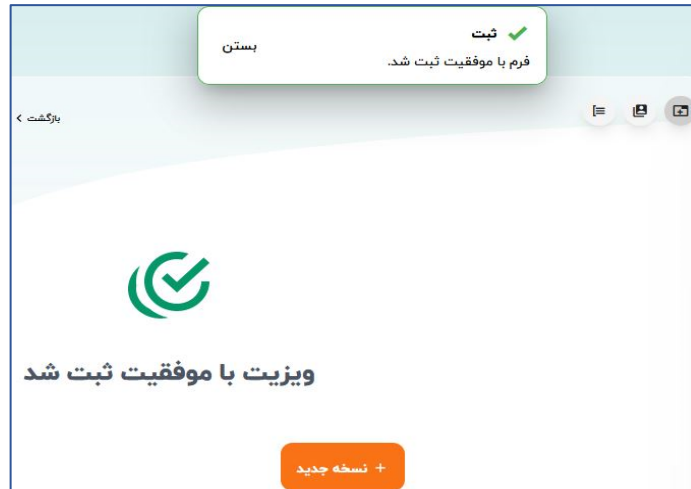 ثبت
بستن
فرم با موفقیت ثبت شد.
بازگشت
ویزیت با موفقیت ثبت شد
+ نسخه جدید